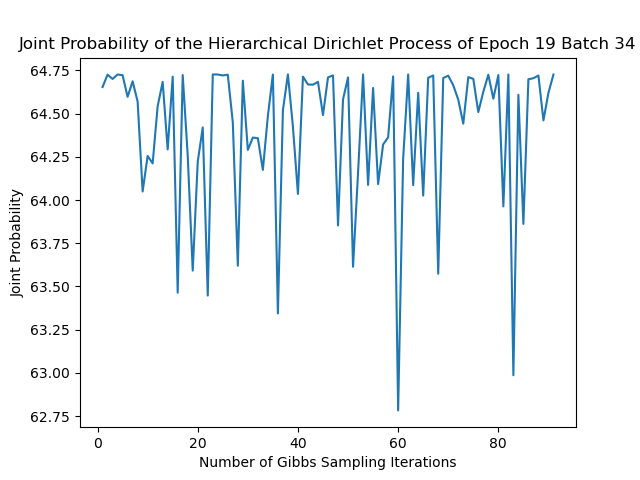 Joint Probability of the Hierarchical Dirichlet Process of Epoch 19 Batch 34
64.75
64.50
64.25
64.00
63.75
63.50
63.25
63.00
62.75
Joint Probability
0 20 40 60 80
Number of Gibbs Sampling Iterations